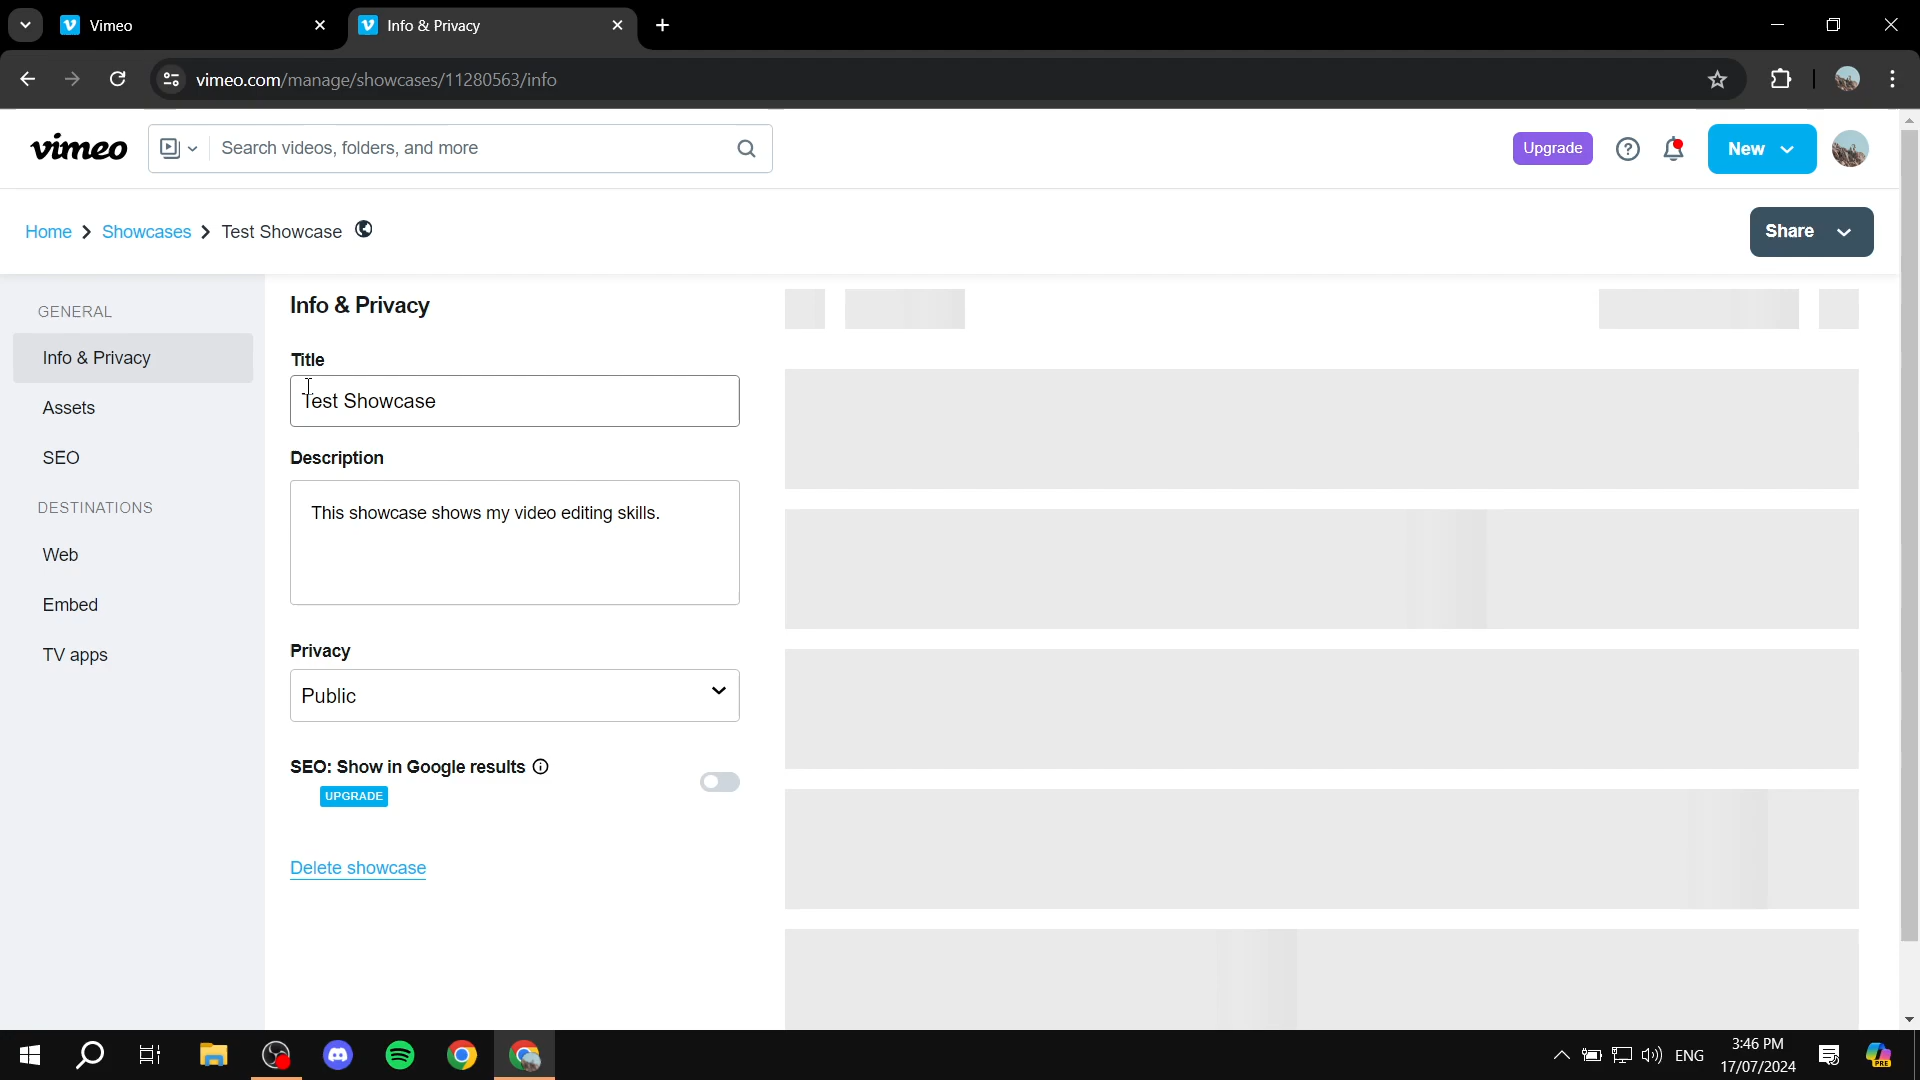 Vimeo
Info & Privacy
vimeo.com/manage/showcases/11280563/info
vimeo
Search videos, folders, and more
Upgrade
New
Home
Showcases
Test Showcase
Share
GENERAL
Info & Privacy
Assets
SEO
DESTINATIONS
Web
Embed
TV apps
Info & Privacy
Title
Test Showcase
Description
This showcase shows my video editing skills.
Privacy
Public
SEO: Show in Google results
UPGRADE
Delete showcase
ENG
3:46 PM
17/07/2024
PRE